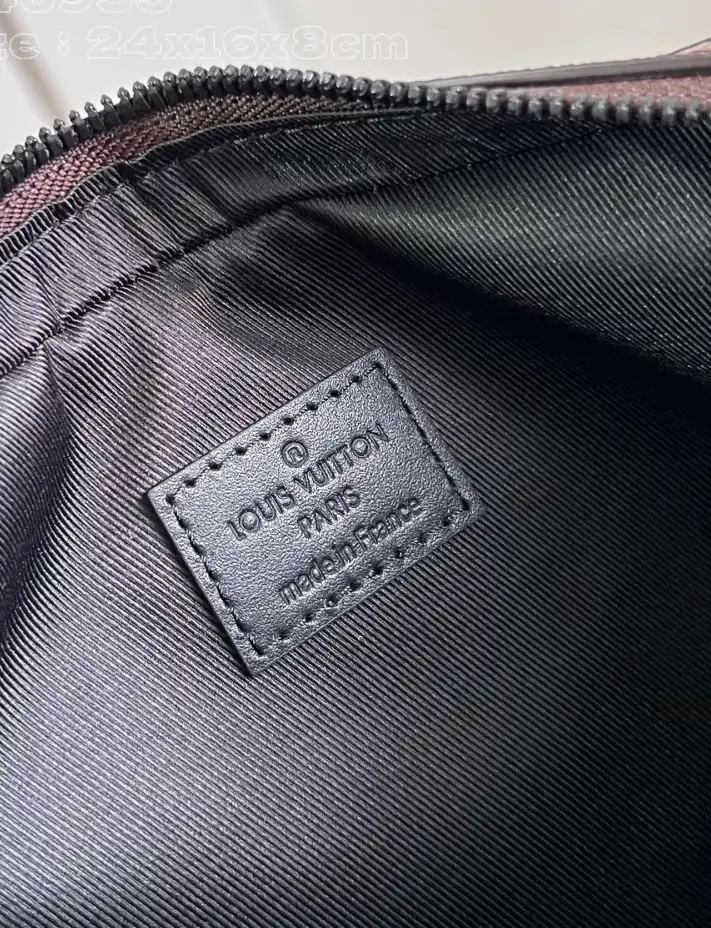 : 24x16x8cm
®
LOUIS VUITTON
PARIS
made in France